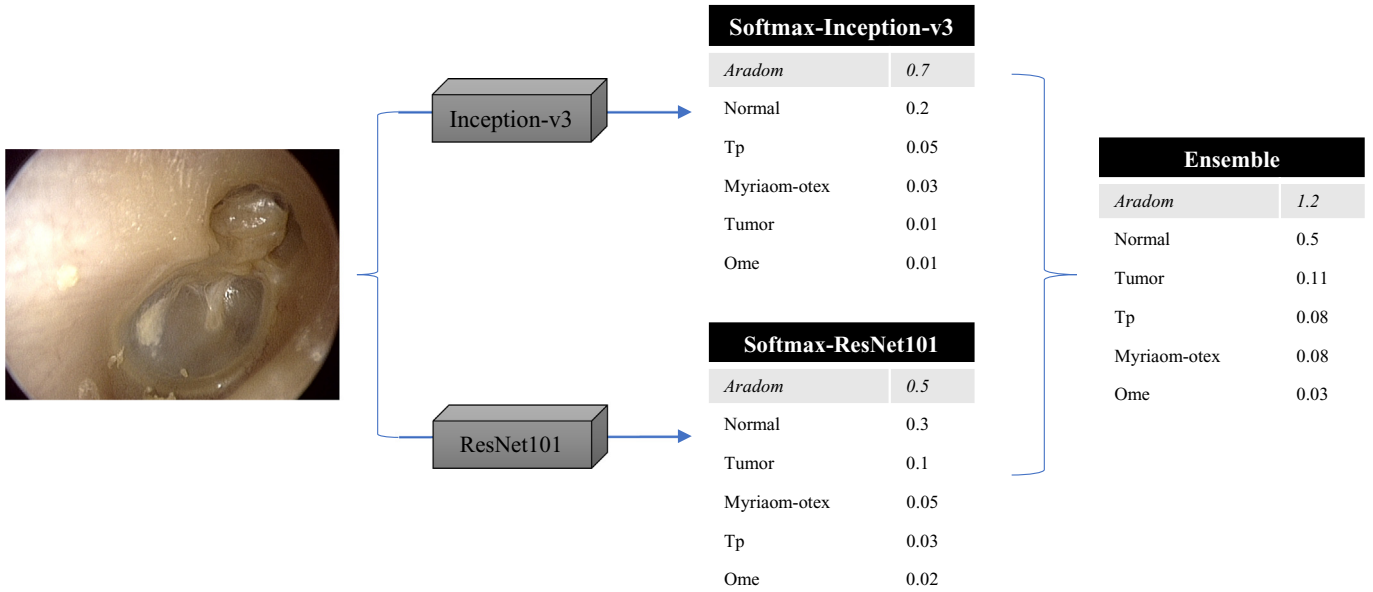 Inception-v3
ResNet101
Softmax-Inception-v3
Aradom 0.7
Normal 0.2
Tp 0.05
Myriaom-otex 0.03
Tumor 0.01
Ome 0.01
Softmax-ResNet101
Aradom 0.5
Normal 0.3
Tumor 0.1
Myriaom-otex 0.05
Tp 0.03
Ome 0.02
Ensemble
Aradom 1.2
Normal 0.5
Tumor 0.11
Tp 0.08
Myriaom-otex 0.08
Ome 0.03